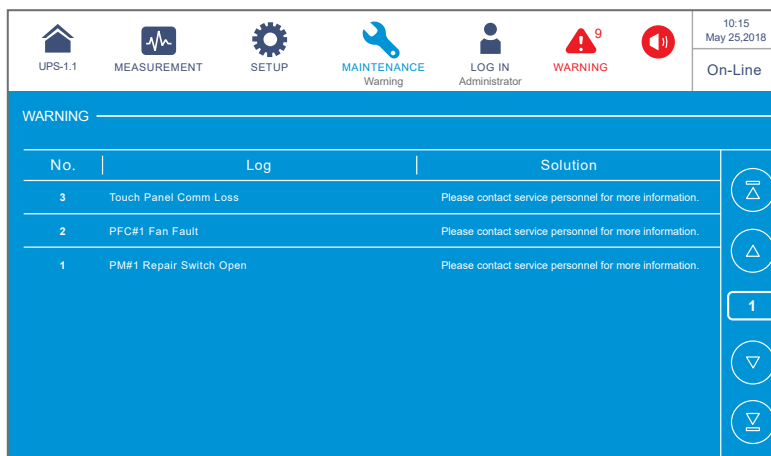 10:15
May 25,2018
9
UPS-1.1 MEASUREMENT SETUP MAINTENANCE LOG IN WARNING
Warning Administrator
On-Line
WARNING
No. Log Solution
3 Touch Panel Comm Loss Please contact service personnel for more information.
2 PFC#1 Fan Fault Please contact service personnel for more information.
1 PM#1 Repair Switch Open Please contact service personnel for more information.
1